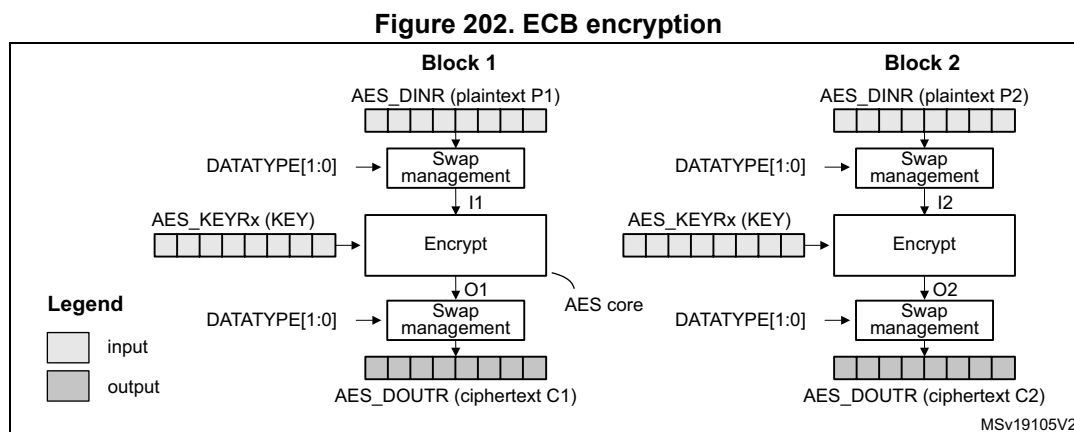 Figure 202. ECB encryption
Block 1
AES_DINR (plaintext P1)
DATATYPE[1:0]
Swap
management
I1
AES_KEYRx (KEY)
Encrypt
O1
AES core
DATATYPE[1:0]
Swap
management
AES_DOUTR (ciphertext C1)
Block 2
AES_DINR (plaintext P2)
DATATYPE[1:0]
Swap
management
I2
AES_KEYRx (KEY)
Encrypt
O2
DATATYPE[1:0]
Swap
management
AES_DOUTR (ciphertext C2)
Legend
input
output
MSv19105V2